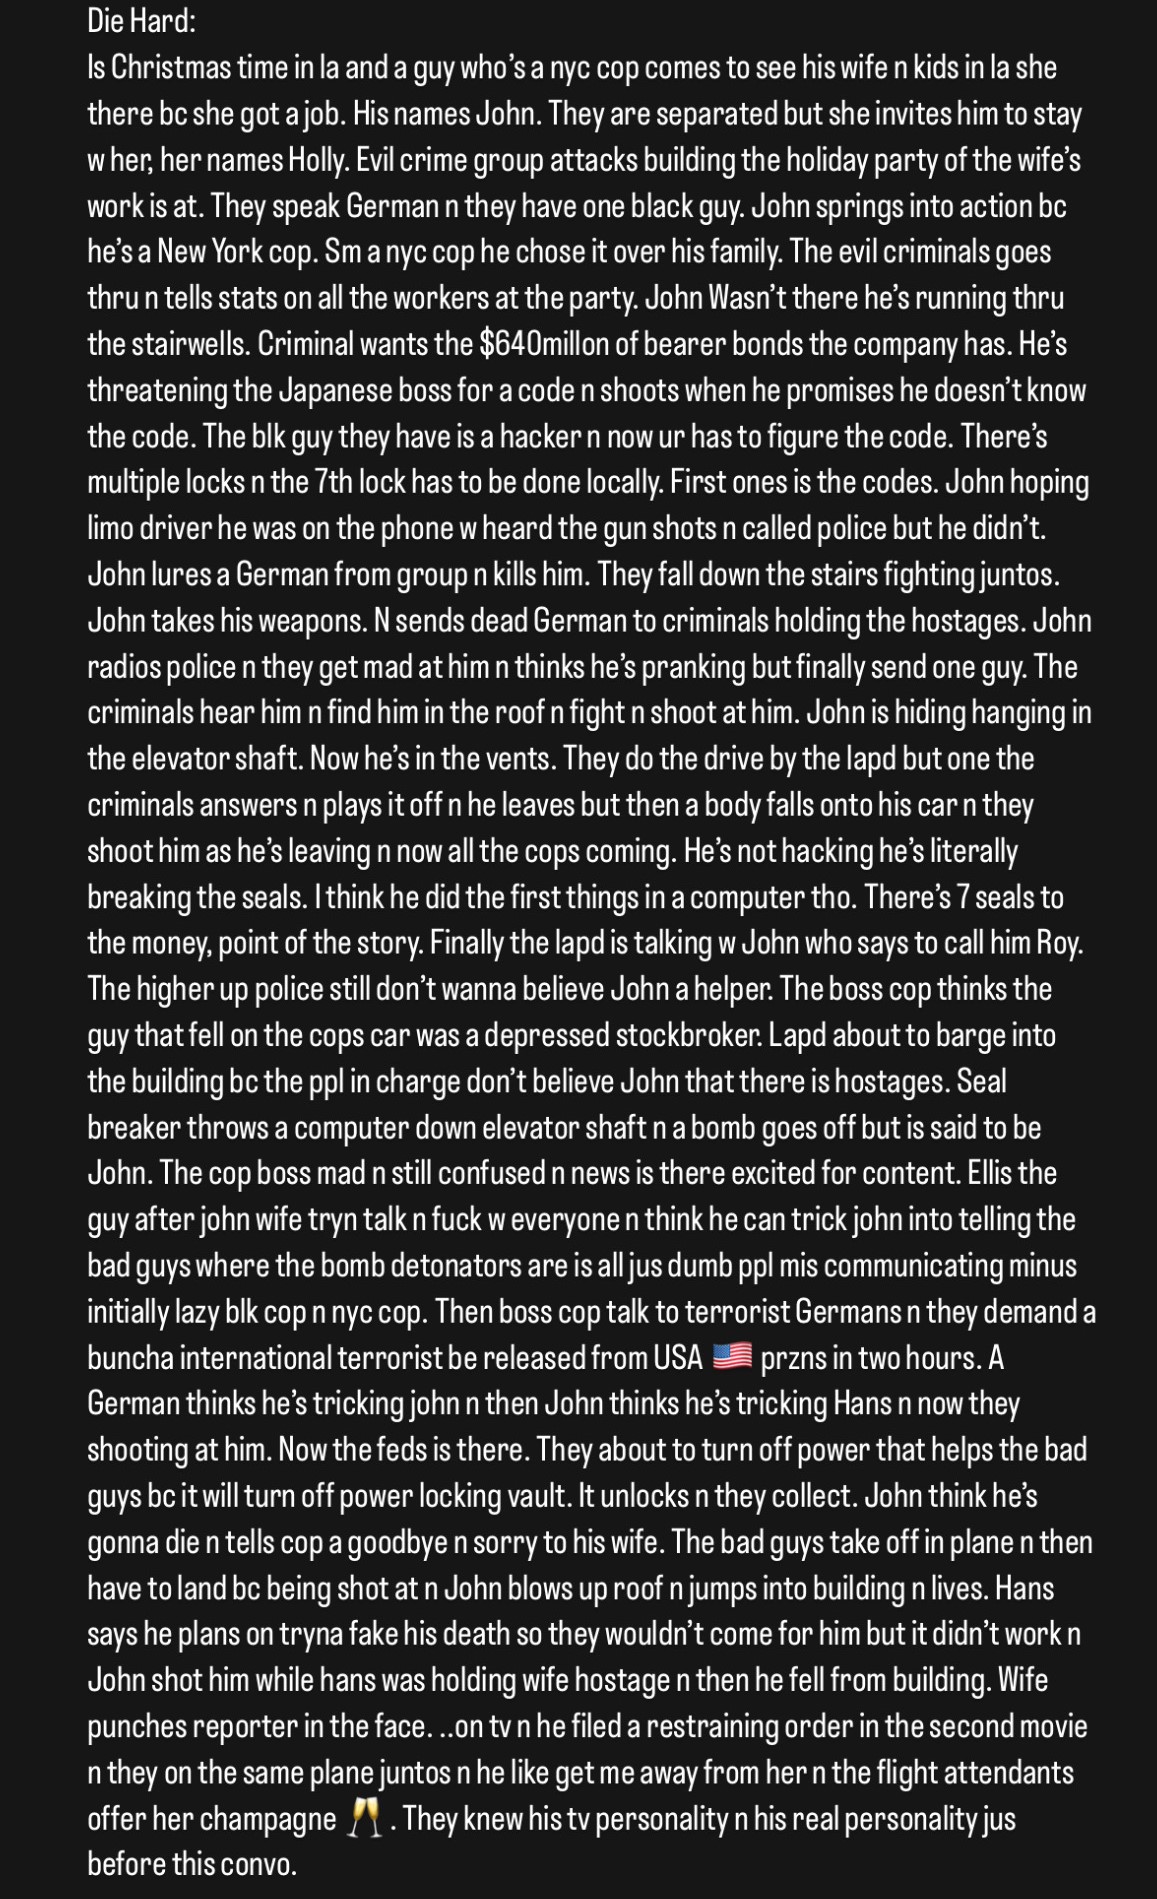 Die Hard:
Is Christmas time in la and a guy who's a nyc cop comes to see his wife n kids in la she
there bc she got a job. His names John. They are separated but she invites him to stay
w her, her names Holly. Evil crime group attacks building the holiday party of the wife's
work is at. They speak German n they have one black guy. John springs into action bc
he's a New York cop. Sm a nyc cop he chose it over his family. The evil criminals goes
thru n tells stats on all the workers at the party. John Wasn't there he's running thru
the stairwells. Criminal wants the $640millon of bearer bonds the company has. He's
threatening the Japanese boss for a code n shoots when he promises he doesn't know
the code. The blk guy they have is a hacker n now ur has to figure the code. There's
multiple locks n the 7th lock has to be done locally. First ones is the codes. John hoping
limo driver he was on the phone w heard the gun shots n called police but he didn't.
John lures a German from group n kills him. They fall down the stairs fighting juntos.
John takes his weapons. N sends dead German to criminals holding the hostages. John
radios police n they get mad at him n thinks he's pranking but finally send one guy. The
criminals hear him n find him in the roof n fight n shoot at him. John is hiding hanging in
the elevator shaft. Now he's in the vents. They do the drive by the lapd but one the
criminals answers n plays it off n he leaves but then a body falls onto his car n they
shoot him as he's leaving n now all the cops coming. He's not hacking he's literally
breaking the seals. I think he did the first things in a computer tho. There's 7 seals to
the money, point of the story. Finally the lapd is talking w John who says to call him Roy.
The higher up police still don't wanna believe John a helper. The boss cop thinks the
guy that fell on the cops car was a depressed stockbroker. Lapd about to barge into
the building bc the ppl in charge don't believe John that there is hostages. Seal
breaker throws a computer down elevator shaft n a bomb goes off but is said to be
John. The cop boss mad n still confused n news is there excited for content. Ellis the
guy after john wife tryn talk n fuck w everyone n think he can trick john into telling the
bad guys where the bomb detonators are is all jus dumb ppl mis communicating minus
initially lazy blk cop n nyc cop. Then boss cop talk to terrorist Germans n they demand a
buncha international terrorist be released from USA 🇺🇸 przns in two hours. A
German thinks he's tricking john n then John thinks he's tricking Hans n now they
shooting at him. Now the feds is there. They about to turn off power that helps the bad
guys bc it will turn off power locking vault. It unlocks n they collect. John think he's
gonna die n tells cop a goodbye n sorry to his wife. The bad guys take off in plane n then
have to land bc being shot at n John blows up roof n jumps into building n lives. Hans
says he plans on tryna fake his death so they wouldn't come for him but it didn't work n
John shot him while hans was holding wife hostage n then he fell from building. Wife
punches reporter in the face. ..on tv n he filed a restraining order in the second movie
n they on the same plane juntos n he like get me away from her n the flight attendants
offer her champagne 🥂 . They knew his tv personality n his real personality jus
before this convo.